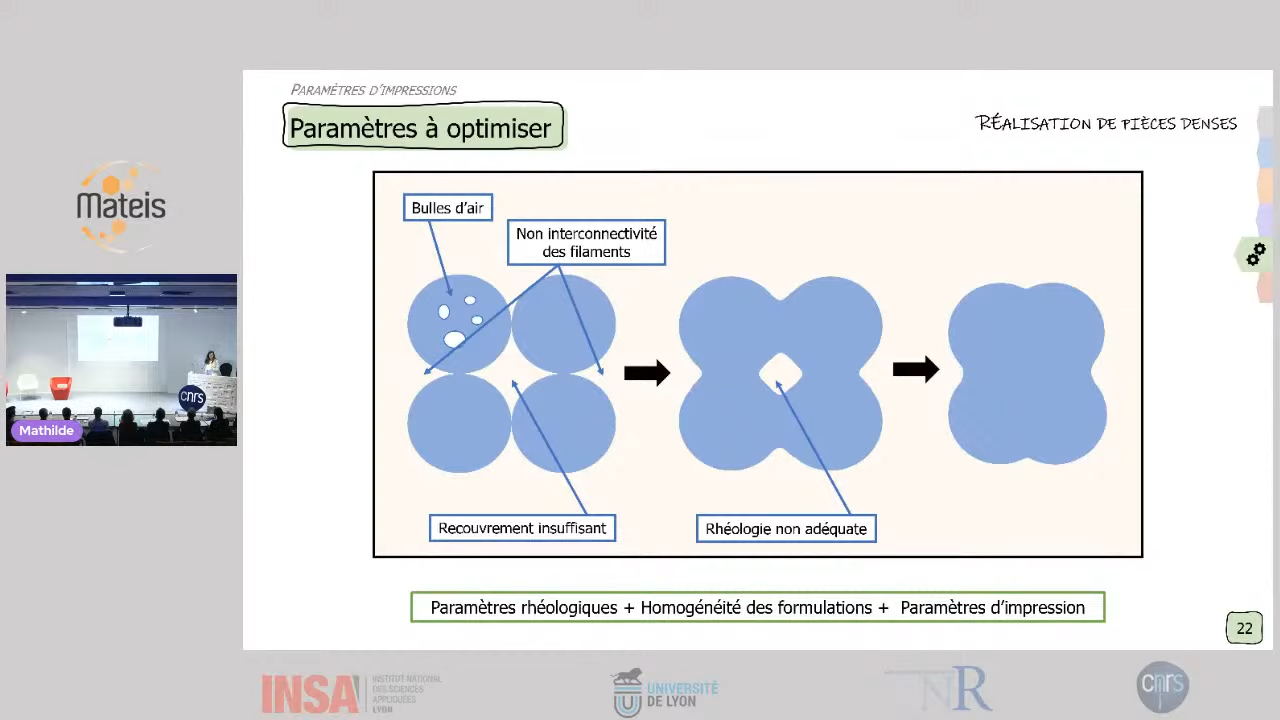 PARAMÈTRES D'IMPRESSIONS
Paramètres à optimiser
RÉALISATION DE PIÈCES DENSES
Bulles d'air
Non interconnectivité
des filaments
Recouvrement insuffisant
Rhéologie non adéquate
Paramètres rhéologiques + Homogénéité des formulations + Paramètres d'impression
22
Mateis
cnrs
Mathilde
INSA
INSTITUT NATIONAL
DES SCIENCES
APPLIQUÉES
LYON
UNIVERSITÉ
DE LYON
NR
cnrs